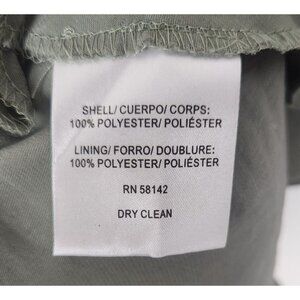 SHELL/ CUERPO/ CORPS:
100% POLYESTER/ POLIÉSTER
LINING/ FORRO/ DOUBLURE:
100% POLYESTER/ POLIÉSTER
RN 58142
DRY CLEAN